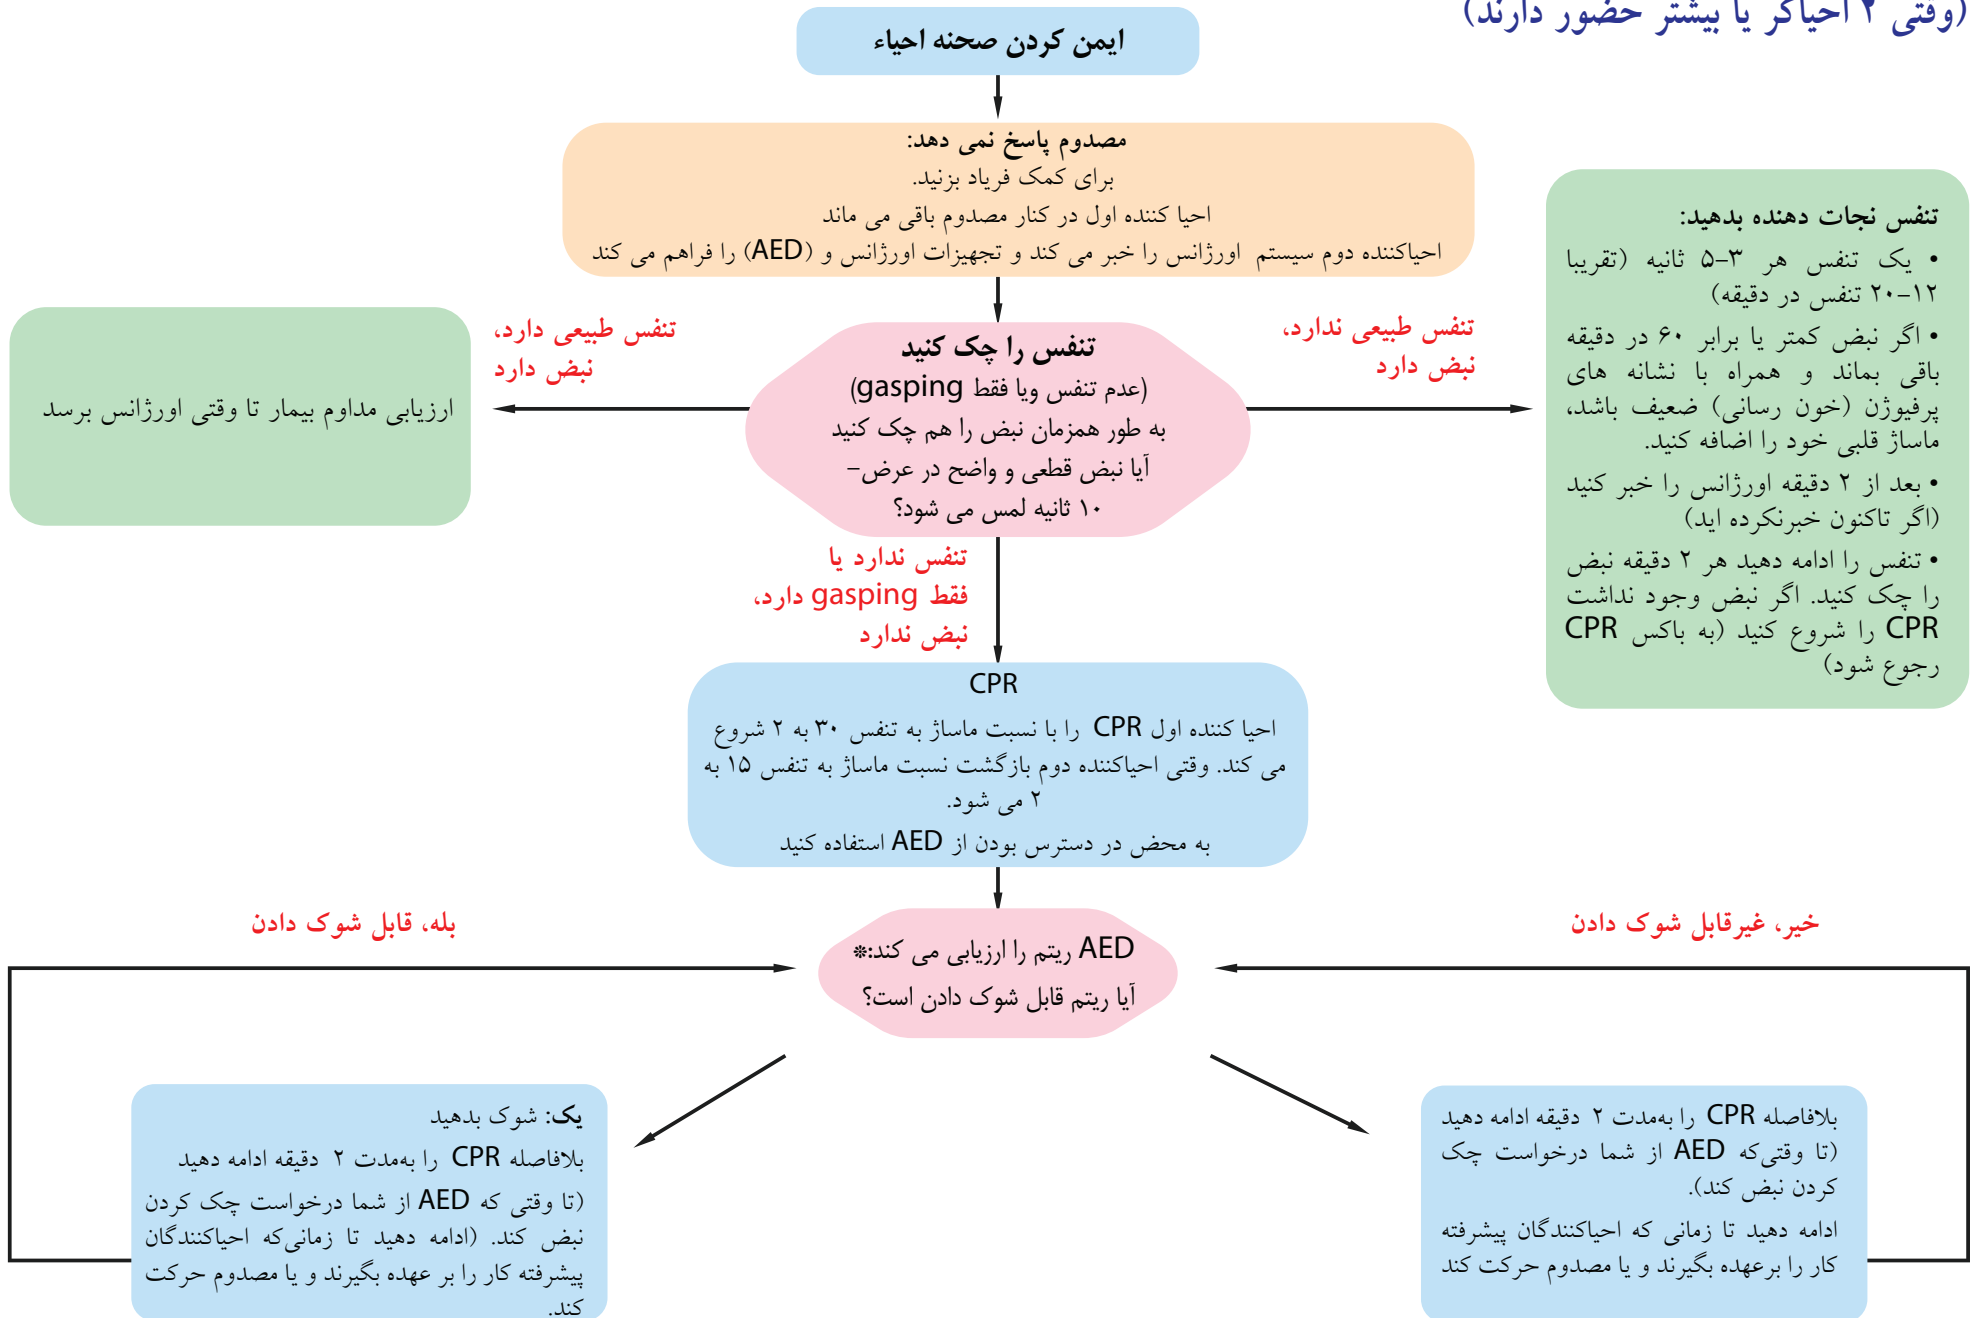 (وقتی ۲ احیاگر یا بیشتر حضور دارند)
ایمن کردن صحنه احیاء
مصدوم پاسخ نمی دهد:
برای کمک فریاد بزنید.
احیا کننده اول در کنار مصدوم باقی می ماند
احیاکننده دوم سیستم اورژانس را خبر می کند و تجهیزات اورژانس و (AED) را فراهم می کند
تنفس نجات دهنده بدهید:
• یک تنفس هر ۳-۵ ثانیه (تقریبا
۱۲-۲۰ تنفس در دقیقه)
• اگر نبض کمتر یا برابر ۶۰ در دقیقه
باقی بماند و همراه با نشانه های
پرفیوژن (خون رسانی) ضعیف باشد،
ماساژ قلبی خود را اضافه کنید.
• بعد از ۲ دقیقه اورژانس را خبر کنید
(اگر تاکنون خبرنکرده اید)
• تنفس را ادامه دهید هر ۲ دقیقه نبض
را چک کنید. اگر نبض وجود نداشت
CPR را شروع کنید (به باکس CPR
رجوع شود)
تنفس طبیعی ندارد،
نبض دارد
تنفس را چک کنید
(عدم تنفس ویا فقط gasping)
به طور همزمان نبض را هم چک کنید
آیا نبض قطعی و واضح در عرض-
۱۰ ثانیه لمس می شود؟
تنفس طبیعی دارد،
نبض دارد
ارزیابی مداوم بیمار تا وقتی اورژانس برسد
تنفس ندارد یا
فقط gasping دارد،
نبض ندارد
CPR
احیا کننده اول CPR را با نسبت ماساژ به تنفس ۳۰ به ۲ شروع
می کند. وقتی احیاکننده دوم بازگشت نسبت ماساژ به تنفس ۱۵ به
۲ می شود.
به محض در دسترس بودن از AED استفاده کنید
خیر، غیرقابل شوک دادن
AED ریتم را ارزیابی می کند:*
آیا ریتم قابل شوک دادن است؟
بله، قابل شوک دادن
بلافاصله CPR را به‌مدت ۲ دقیقه ادامه دهید
(تا وقتی‌که AED از شما درخواست چک
کردن نبض کند).
ادامه دهید تا زمانی که احیاکنندگان پیشرفته
کار را برعهده بگیرند و یا مصدوم حرکت کند
یک: شوک بدهید
بلافاصله CPR را به‌مدت ۲ دقیقه ادامه دهید
(تا وقتی که AED از شما درخواست چک کردن
نبض کند. (ادامه دهید تا زمانی‌که احیاکنندگان
پیشرفته کار را بر عهده بگیرند و یا مصدوم حرکت
کند.